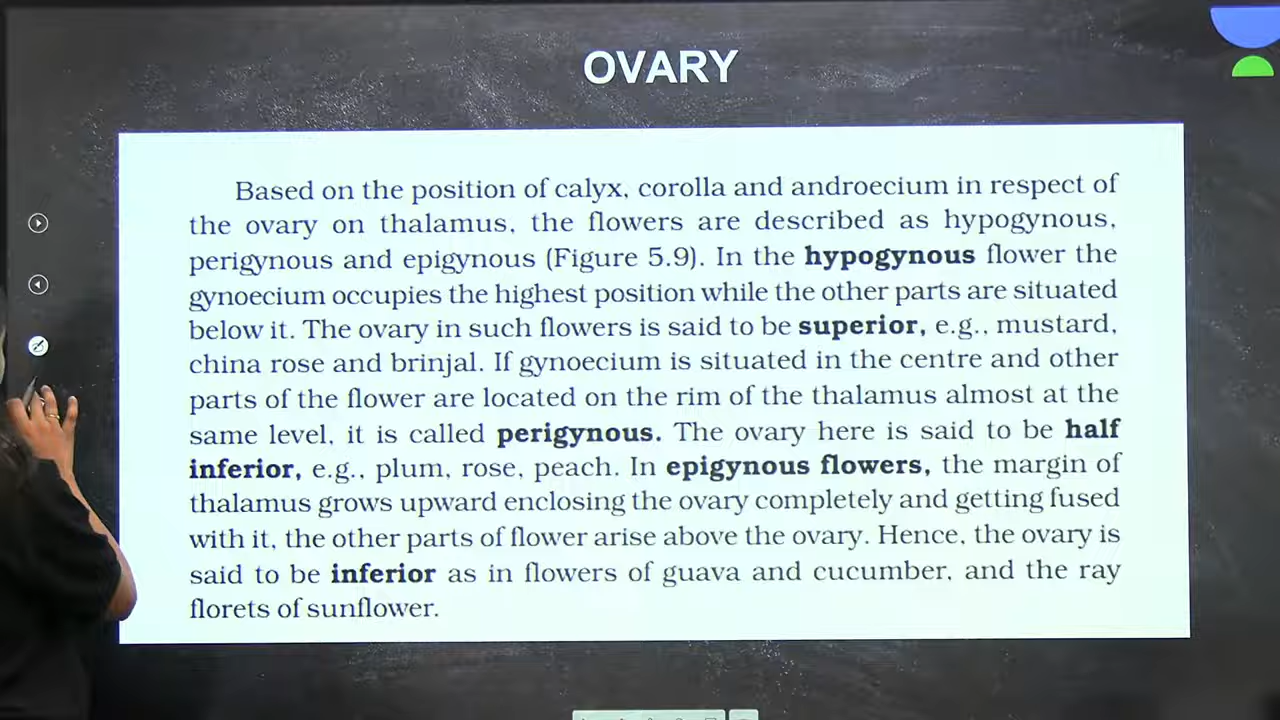 OVARY
Based on the position of calyx, corolla and androecium in respect of
the ovary on thalamus, the flowers are described as hypogynous,
perigynous and epigynous (Figure 5.9). In the hypogynous flower the
gynoecium occupies the highest position while the other parts are situated
below it. The ovary in such flowers is said to be superior, e.g., mustard,
china rose and brinjal. If gynoecium is situated in the centre and other
parts of the flower are located on the rim of the thalamus almost at the
same level, it is called perigynous. The ovary here is said to be half
inferior, e.g., plum, rose, peach. In epigynous flowers, the margin of
thalamus grows upward enclosing the ovary completely and getting fused
with it, the other parts of flower arise above the ovary. Hence, the ovary is
said to be inferior as in flowers of guava and cucumber, and the ray
florets of sunflower.